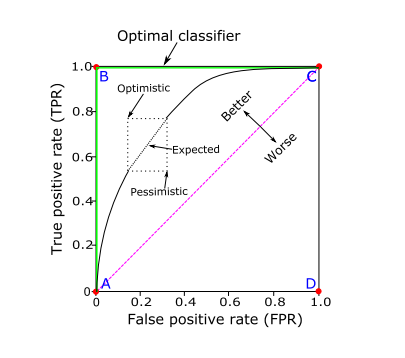 Optimal classifier
1.0
B
C
Optimistic
0.8
Better
Expected
0.6
Worse
Pessimistic
0.4
0.2
0
A
D
0
0.2
0.4
0.6
0.8
1.0
True positive rate (TPR)
False positive rate (FPR)